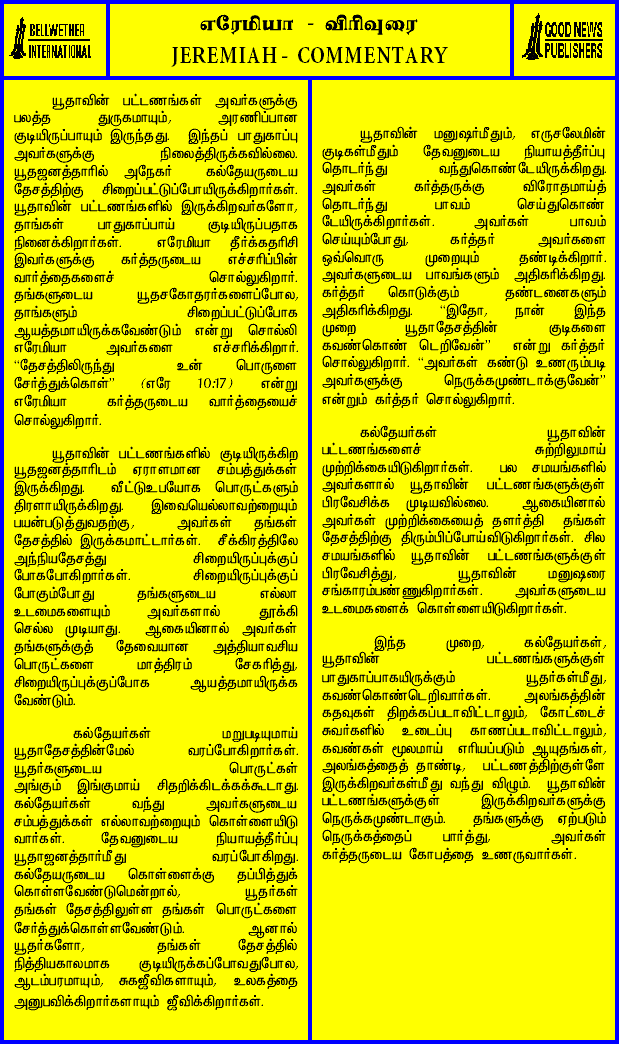 BELLWETHER
INTERNATIONAL
எரேமியா - விரிவுரை
JEREMIAH - COMMENTARY
GOOD NEWS
PUBLISHERS
யூதாவின் பட்டணங்கள் அவர்களுக்கு
பலத்த துருகமாயும், அரணிப்பான
குடியிருப்பாயும் இருந்தது. இந்தப் பாதுகாப்பு
அவர்களுக்கு நிலைத்திருக்கவில்லை.
யூதஜனத்தாரில் அநேகர் கல்தேயருடைய
தேசத்திற்கு சிறைப்பட்டுப்போயிருக்கிறார்கள்.
யூதாவின் பட்டணங்களில் இருக்கிறவர்களோ,
தாங்கள் பாதுகாப்பாய் குடியிருப்பதாக
நினைக்கிறார்கள். எரேமியா தீர்க்கதரிசி
இவர்களுக்கு கர்த்தருடைய எச்சரிப்பின்
வார்த்தைகளைச் சொல்லுகிறார்.
தங்களுடைய யூதசகோதரர்களைப்போல,
தாங்களும் சிறைப்பட்டுப்போக
ஆயத்தமாயிருக்கவேண்டும் என்று சொல்லி
எரேமியா அவர்களை எச்சரிக்கிறார்.
“தேசத்திலிருந்து உன் பொருளை
சேர்த்துக்கொள்” (எரே 10:17) என்று
எரேமியா கர்த்தருடைய வார்த்தையைச்
சொல்லுகிறார்.
யூதாவின் பட்டணங்களில் குடியிருக்கிற
யூதஜனத்தாரிடம் ஏராளமான சம்பத்துக்கள்
இருக்கிறது. வீட்டுஉபயோக பொருட்களும்
திரளாயிருக்கிறது. இவையெல்லாவற்றையும்
பயன்படுத்துவதற்கு, அவர்கள் தங்கள்
தேசத்தில் இருக்கமாட்டார்கள். சீக்கிரத்திலே
அந்நியதேசத்து சிறையிருப்புக்குப்
போகபோகிறார்கள். சிறையிருப்புக்குப்
போகும்போது தங்களுடைய எல்லா
உடமைகளையும் அவர்களால் தூக்கி
செல்ல முடியாது. ஆகையினால் அவர்கள்
தங்களுக்குத் தேவையான அத்தியாவசிய
பொருட்களை மாத்திரம் சேகரித்து,
சிறையிருப்புக்குப்போக ஆயத்தமாயிருக்க
வேண்டும்.
கல்தேயர்கள் மறுபடியுமாய்
யூதாதேசத்தின்மேல் வரப்போகிறார்கள்.
யூதர்களுடைய பொருட்கள்
அங்கும் இங்குமாய் சிதறிக்கிடக்கக்கூடாது.
கல்தேயர்கள் வந்து அவர்களுடைய
சம்பத்துக்கள் எல்லாவற்றையும் கொள்ளையிடு
வார்கள். தேவனுடைய நியாயத்தீர்ப்பு
யூதாஜனத்தார்மீது வரப்போகிறது.
கல்தேயருடைய கொள்ளைக்கு தப்பித்துக்
கொள்ளவேண்டுமென்றால், யூதர்கள்
தங்கள் தேசத்திலுள்ள தங்கள் பொருட்களை
சேர்த்துக்கொள்ளவேண்டும். ஆனால்
யூதர்களோ, தங்கள் தேசத்தில்
நித்தியகாலமாக குடியிருக்கப்போவதுபோல,
ஆடம்பரமாயும், சுகஜீவிகளாயும், உலகத்தை
அனுபவிக்கிறார்களாயும் ஜீவிக்கிறார்கள்.
யூதாவின் மனுஷர்மீதும், எருசலேமின்
குடிகள்மீதும் தேவனுடைய நியாயத்தீர்ப்பு
தொடர்ந்து வந்துகொண்டேயிருக்கிறது.
அவர்கள் கர்த்தருக்கு விரோதமாய்த்
தொடர்ந்து பாவம் செய்துகொண்
டேயிருக்கிறார்கள். அவர்கள் பாவம்
செய்யும்போது, கர்த்தர் அவர்களை
ஒவ்வொரு முறையும் தண்டிக்கிறார்.
அவர்களுடைய பாவங்களும் அதிகரிக்கிறது.
கர்த்தர் கொடுக்கும் தண்டனைகளும்
அதிகரிக்கிறது. “இதோ, நான் இந்த
முறை யூதாதேசத்தின் குடிகளை
கவண்கொண் டெறிவேன்” என்று கர்த்தர்
சொல்லுகிறார். “அவர்கள் கண்டு உணரும்படி
அவர்களுக்கு நெருக்கமுண்டாக்குவேன்”
என்றும் கர்த்தர் சொல்லுகிறார்.
கல்தேயர்கள் யூதாவின்
பட்டணங்களைச் சுற்றிலுமாய்
முற்றிக்கையிடுகிறார்கள். பல சமயங்களில்
அவர்களால் யூதாவின் பட்டணங்களுக்குள்
பிரவேசிக்க முடியவில்லை. ஆகையினால்
அவர்கள் முற்றிக்கையைத் தளர்த்தி தங்கள்
தேசத்திற்கு திரும்பிப்போய்விடுகிறார்கள். சில
சமயங்களில் யூதாவின் பட்டணங்களுக்குள்
பிரவேசித்து, யூதாவின் மனுஷரை
சங்காரம்பண்ணுகிறார்கள். அவர்களுடைய
உடமைகளைக் கொள்ளையிடுகிறார்கள்.
இந்த முறை, கல்தேயர்கள்,
யூதாவின் பட்டணங்களுக்குள்
பாதுகாப்பாகயிருக்கும் யூதர்கள்மீது,
கவண்கொண்டெறிவார்கள். அலங்கத்தின்
கதவுகள் திறக்கப்படாவிட்டாலும், கோட்டைச்
சுவர்களில் உடைப்பு காணப்படாவிட்டாலும்,
கவண்கள் மூலமாய் எறியப்படும் ஆயுதங்கள்,
அலங்கத்தைத் தாண்டி, பட்டணத்திற்குள்ளே
இருக்கிறவர்கள்மீது வந்து விழும். யூதாவின்
பட்டணங்களுக்குள் இருக்கிறவர்களுக்கு
நெருக்கமுண்டாகும். தங்களுக்கு ஏற்படும்
நெருக்கத்தைப் பார்த்து, அவர்கள்
கர்த்தருடைய கோபத்தை உணருவார்கள்.